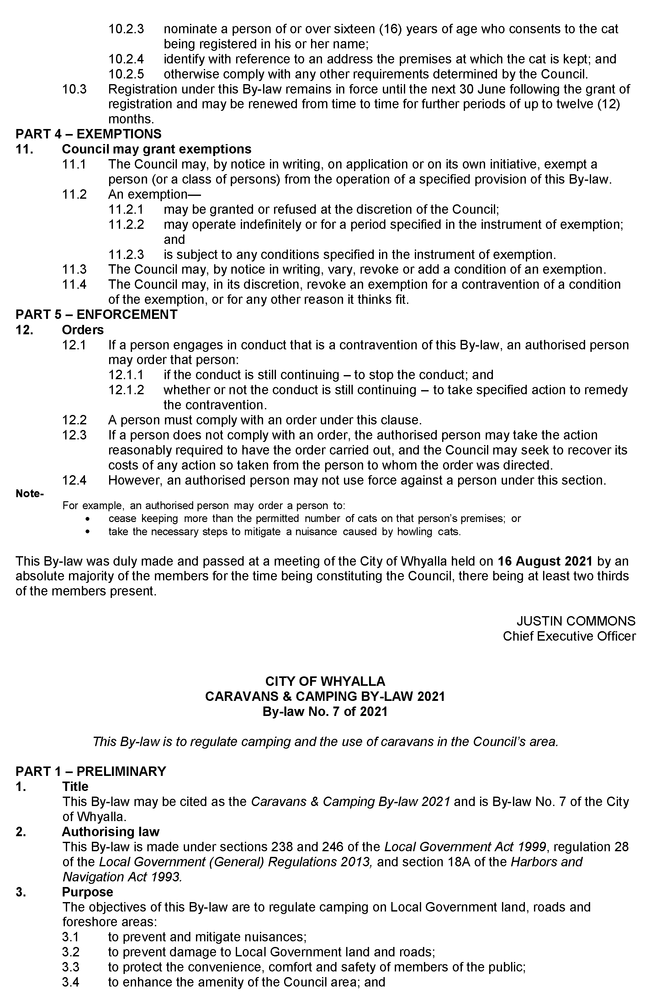 10.2.3 nominate a person of or over sixteen (16) years of age who consents to the cat
being registered in his or her name;
10.2.4 identify with reference to an address the premises at which the cat is kept; and
10.2.5 otherwise comply with any other requirements determined by the Council.
10.3 Registration under this By-law remains in force until the next 30 June following the grant of
registration and may be renewed from time to time for further periods of up to twelve (12)
months.
PART 4 – EXEMPTIONS
11. Council may grant exemptions
11.1 The Council may, by notice in writing, on application or on its own initiative, exempt a
person (or a class of persons) from the operation of a specified provision of this By-law.
11.2 An exemption—
11.2.1 may be granted or refused at the discretion of the Council;
11.2.2 may operate indefinitely or for a period specified in the instrument of exemption;
and
11.2.3 is subject to any conditions specified in the instrument of exemption.
11.3 The Council may, by notice in writing, vary, revoke or add a condition of an exemption.
11.4 The Council may, in its discretion, revoke an exemption for a contravention of a condition
of the exemption, or for any other reason it thinks fit.
PART 5 – ENFORCEMENT
12. Orders
12.1 If a person engages in conduct that is a contravention of this By-law, an authorised person
may order that person:
12.1.1 if the conduct is still continuing – to stop the conduct; and
12.1.2 whether or not the conduct is still continuing – to take specified action to remedy
the contravention.
12.2 A person must comply with an order under this clause.
12.3 If a person does not comply with an order, the authorised person may take the action
reasonably required to have the order carried out, and the Council may seek to recover its
costs of any action so taken from the person to whom the order was directed.
12.4 However, an authorised person may not use force against a person under this section.
Note-
For example, an authorised person may order a person to:
• cease keeping more than the permitted number of cats on that person's premises; or
• take the necessary steps to mitigate a nuisance caused by howling cats.
This By-law was duly made and passed at a meeting of the City of Whyalla held on 16 August 2021 by an
absolute majority of the members for the time being constituting the Council, there being at least two thirds
of the members present.
JUSTIN COMMONS
Chief Executive Officer
CITY OF WHYALLA
CARAVANS & CAMPING BY-LAW 2021
By-law No. 7 of 2021
This By-law is to regulate camping and the use of caravans in the Council's area.
PART 1 – PRELIMINARY
1. Title
This By-law may be cited as the Caravans & Camping By-law 2021 and is By-law No. 7 of the City
of Whyalla.
2. Authorising law
This By-law is made under sections 238 and 246 of the Local Government Act 1999, regulation 28
of the Local Government (General) Regulations 2013, and section 18A of the Harbors and
Navigation Act 1993.
3. Purpose
The objectives of this By-law are to regulate camping on Local Government land, roads and
foreshore areas:
3.1 to prevent and mitigate nuisances;
3.2 to prevent damage to Local Government land and roads;
3.3 to protect the convenience, comfort and safety of members of the public;
3.4 to enhance the amenity of the Council area; and